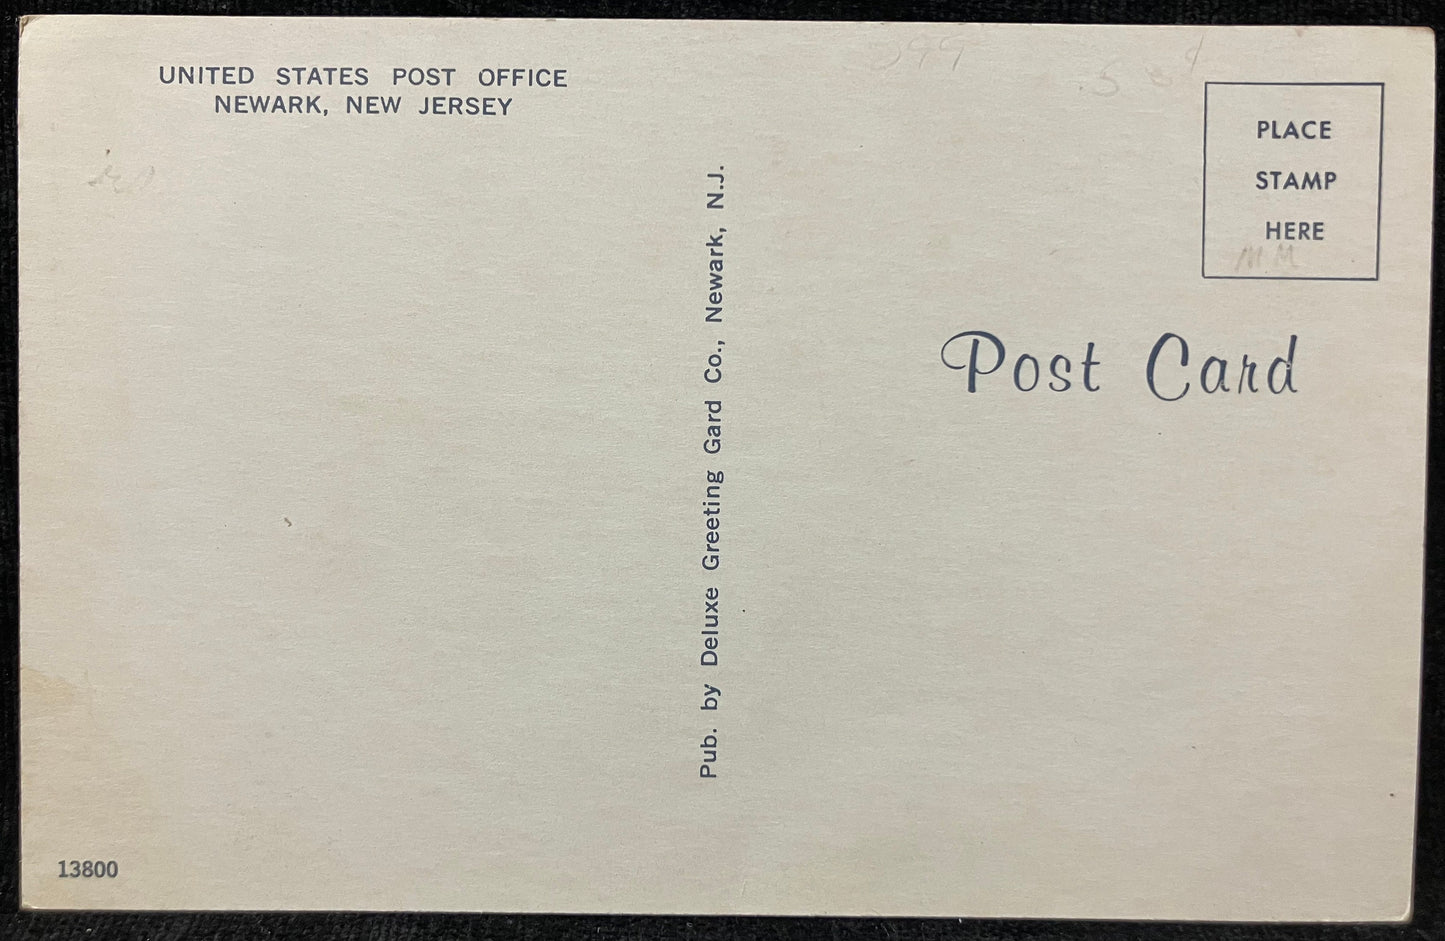 UNITED STATES POST OFFICE
NEWARK, NEW JERSEY
Pub. by Deluxe Greeting Gard Co., Newark, N.J.
PLACE
STAMP
HERE
MM
Post Card
13800